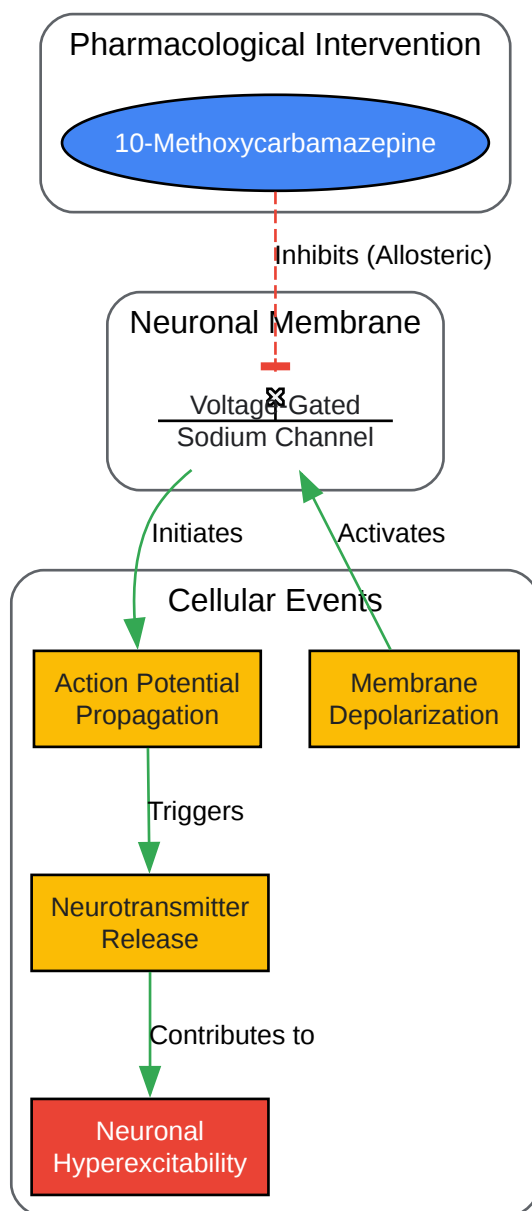 Pharmacological Intervention
10-Methoxycarbamazepine
Inhibits (Allosteric)
Neuronal Membrane
Voltage-Gated
Sodium Channel
Initiates
Activates
Cellular Events
Action Potential
Propagation
Membrane
Depolarization
Triggers
Neurotransmitter
Release
Contributes to
Neuronal
Hyperexcitability